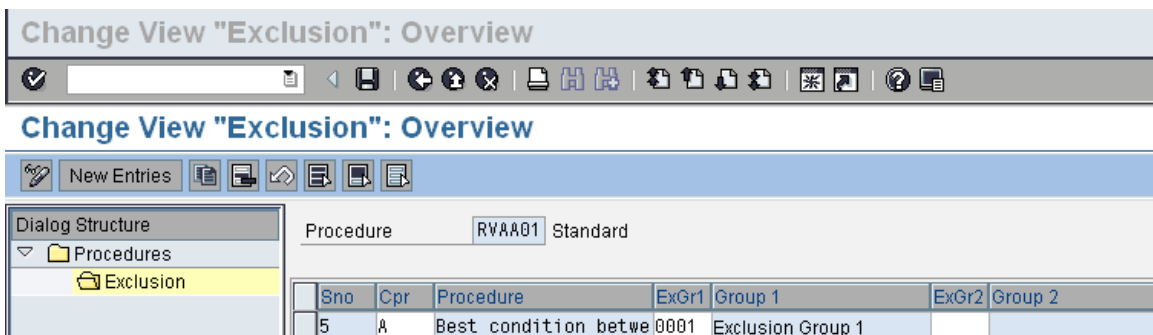 Change View "Exclusion": Overview
Change View "Exclusion": Overview
New Entries
Dialog Structure
Procedures
Exclusion
Procedure RVAA01 Standard
Sno Cpr Procedure ExGr1 Group 1 ExGr2 Group 2
5 A Best condition betwe 0001 Exclusion Group 1